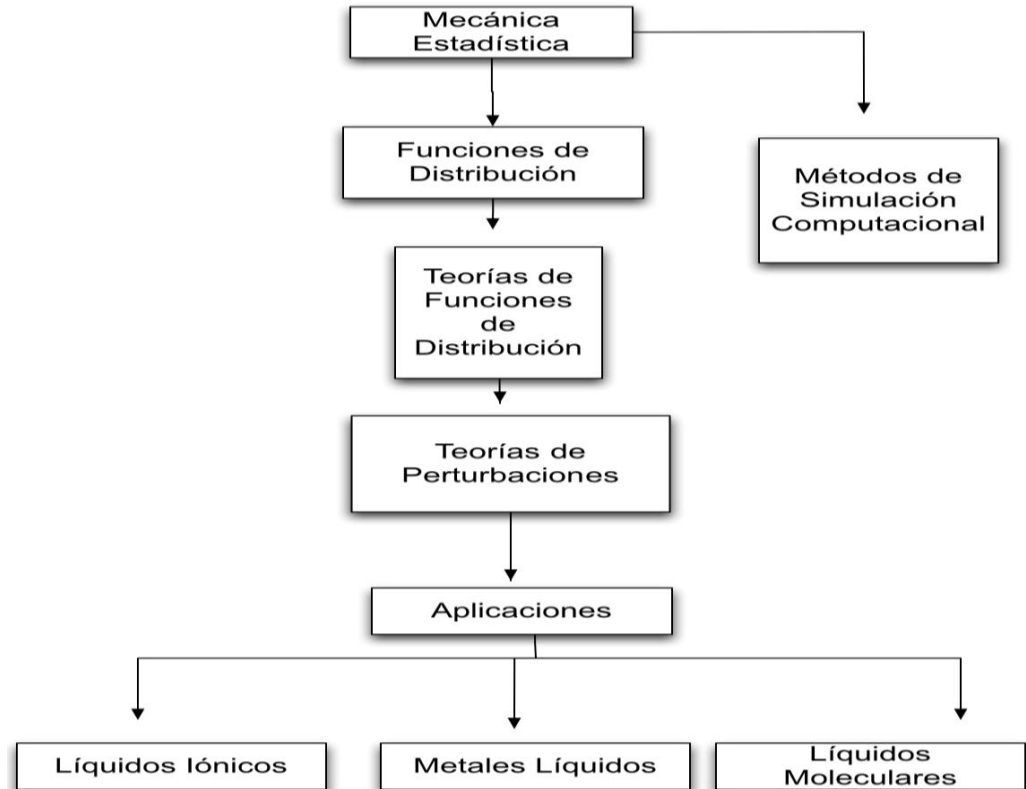 Mecánica
Estadística
Funciones de
Distribución
Métodos de
Simulación
Computacional
Teorías de
Funciones
de
Distribución
Teorías de
Perturbaciones
Aplicaciones
Líquidos Iónicos
Metales Líquidos
Líquidos
Moleculares